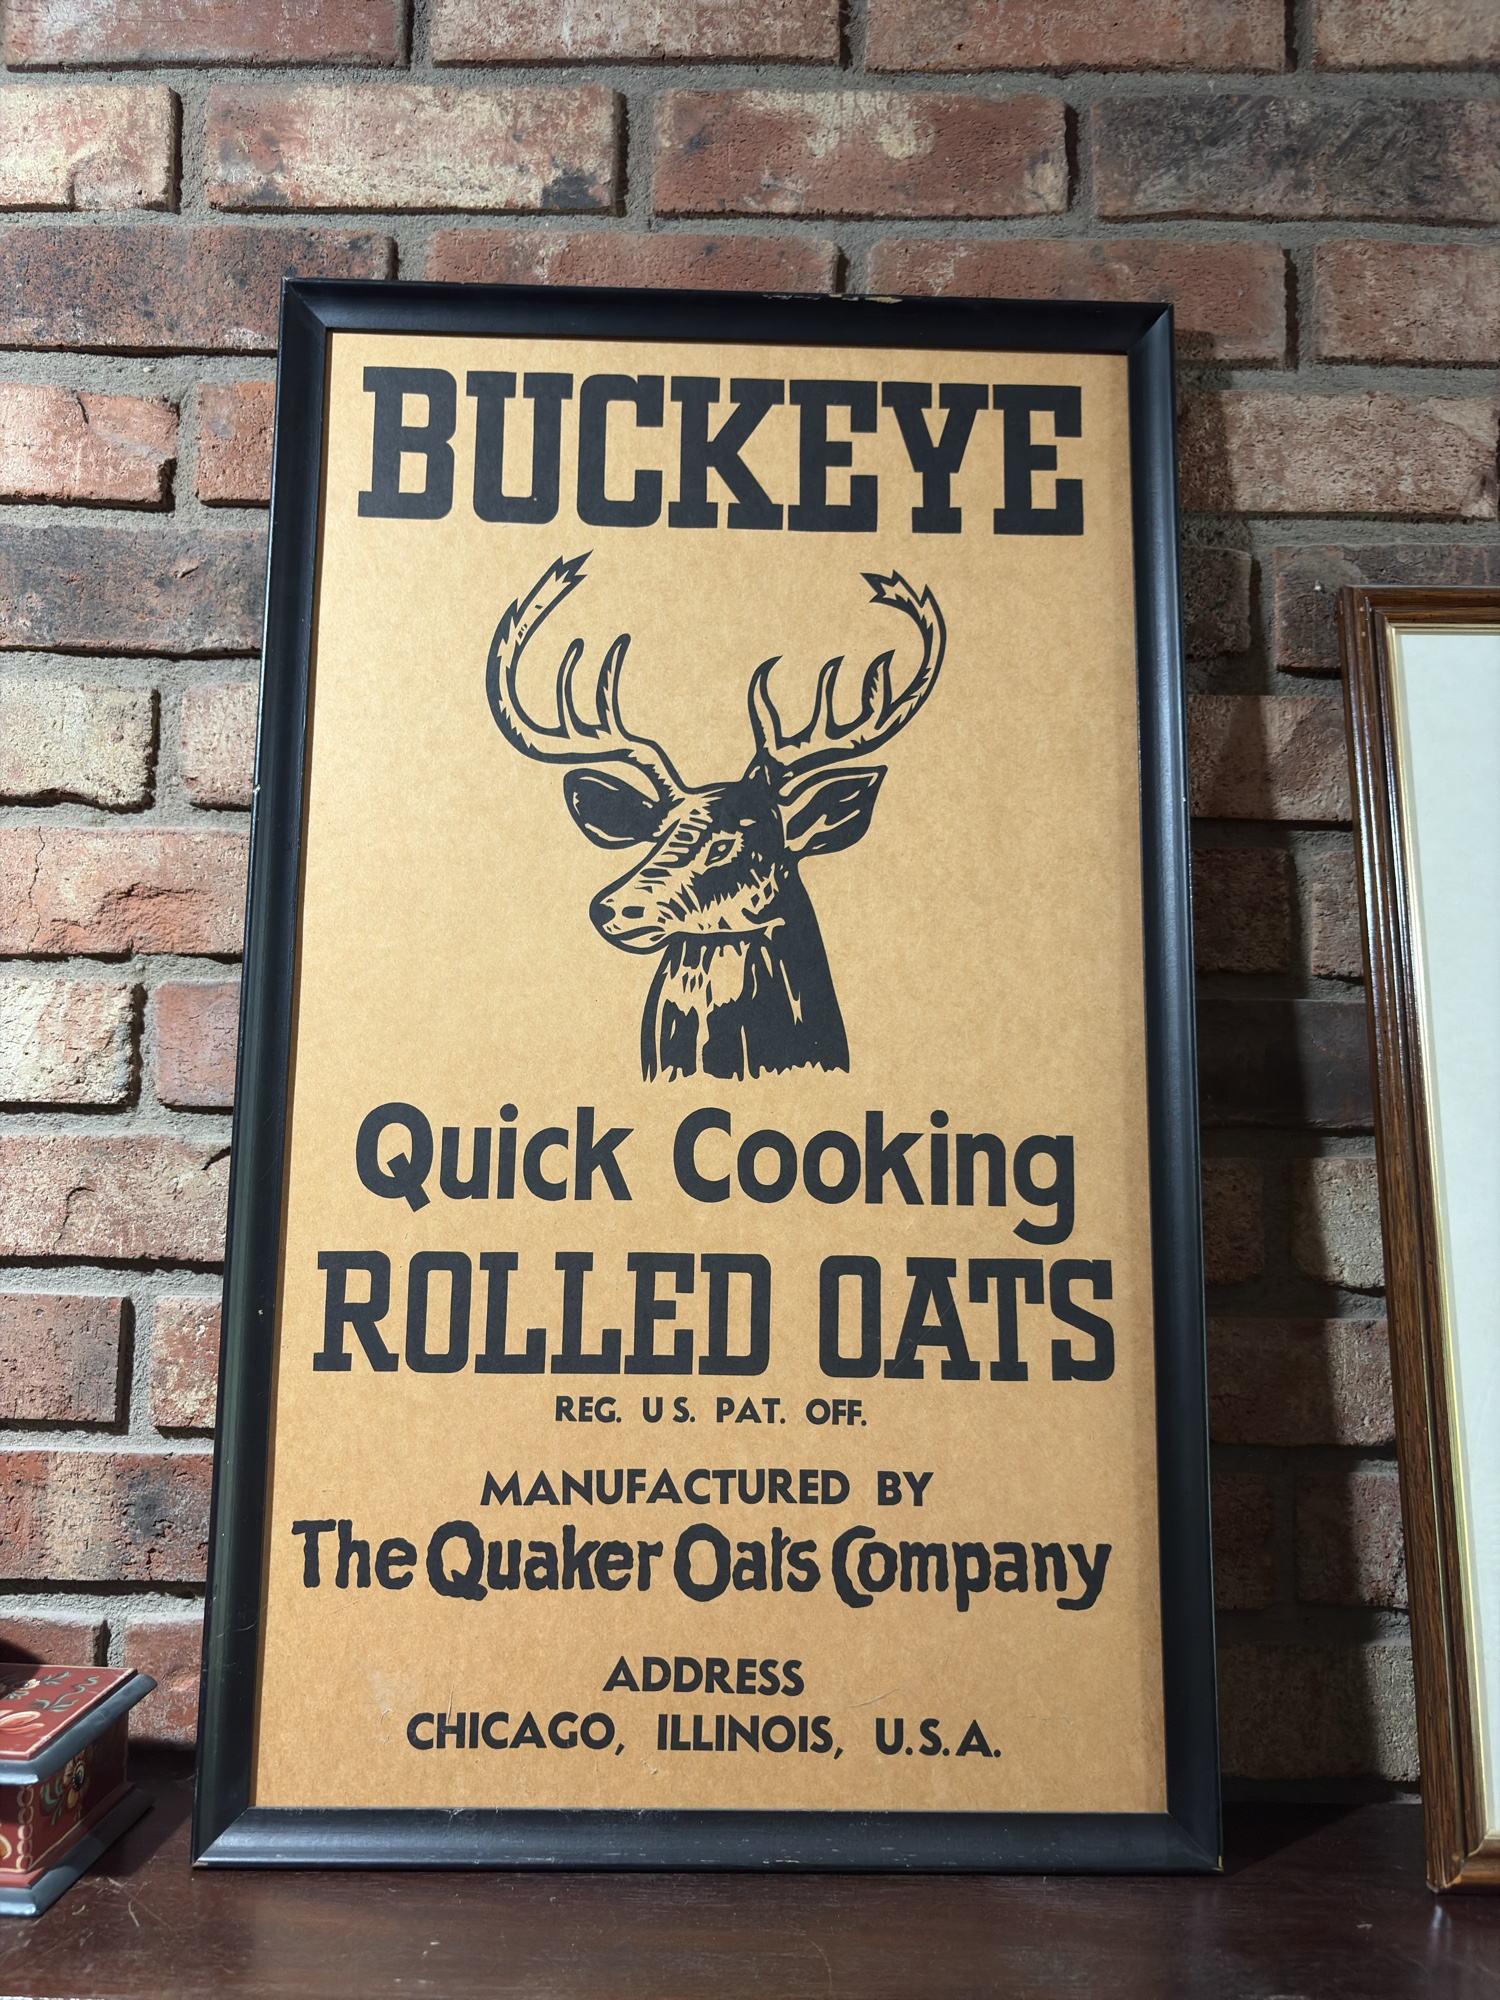 BUCKEYE
Quick Cooking
ROLLED OATS
REG. U S. PAT. OFF.
MANUFACTURED BY
The Quaker Oats Company
ADDRESS
CHICAGO, ILLINOIS, U.S.A.